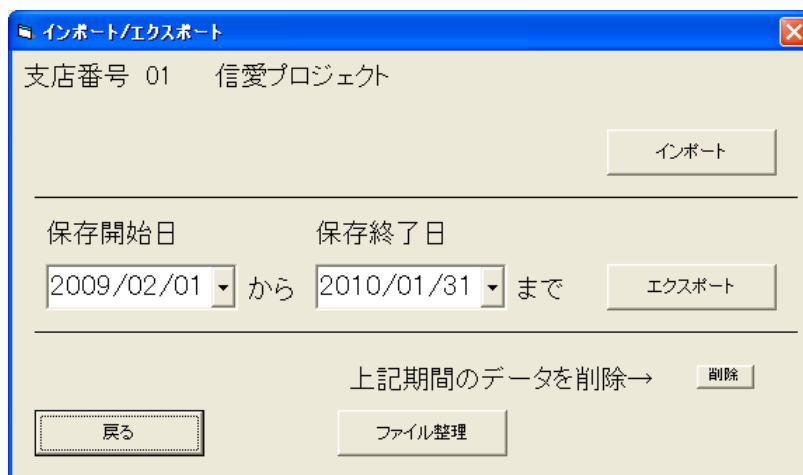 インポート/エクスポート
支店番号 01 信愛プロジェクト
インポート
保存開始日 保存終了日
2009/02/01 から 2010/01/31 まで エクスポート
上記期間のデータを削除→ 削除
戻る ファイル整理